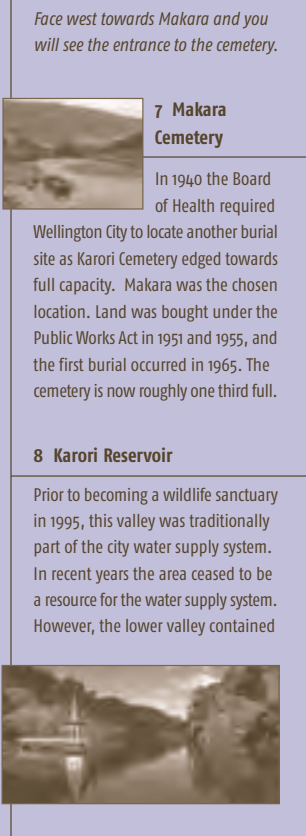 Face west towards Makara and you
will see the entrance to the cemetery.
7 Makara
Cemetery
In 1940 the Board
of Health required
Wellington City to locate another burial
site as Karori Cemetery edged towards
full capacity. Makara was the chosen
location. Land was bought under the
Public Works Act in 1951 and 1955, and
the first burial occurred in 1965. The
cemetery is now roughly one third full.
8 Karori Reservoir
Prior to becoming a wildlife sanctuary
in 1995, this valley was traditionally
part of the city water supply system.
In recent years the area ceased to be
a resource for the water supply system.
However, the lower valley contained